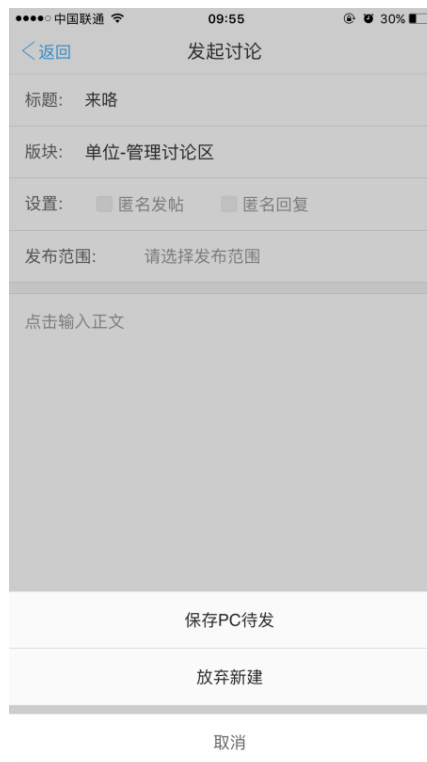 中国联通 09:55 30%
返回 发起讨论
标题: 来咯
版块: 单位-管理讨论区
设置: 匿名发帖 匿名回复
发布范围: 请选择发布范围
点击输入正文
保存PC待发
放弃新建
取消